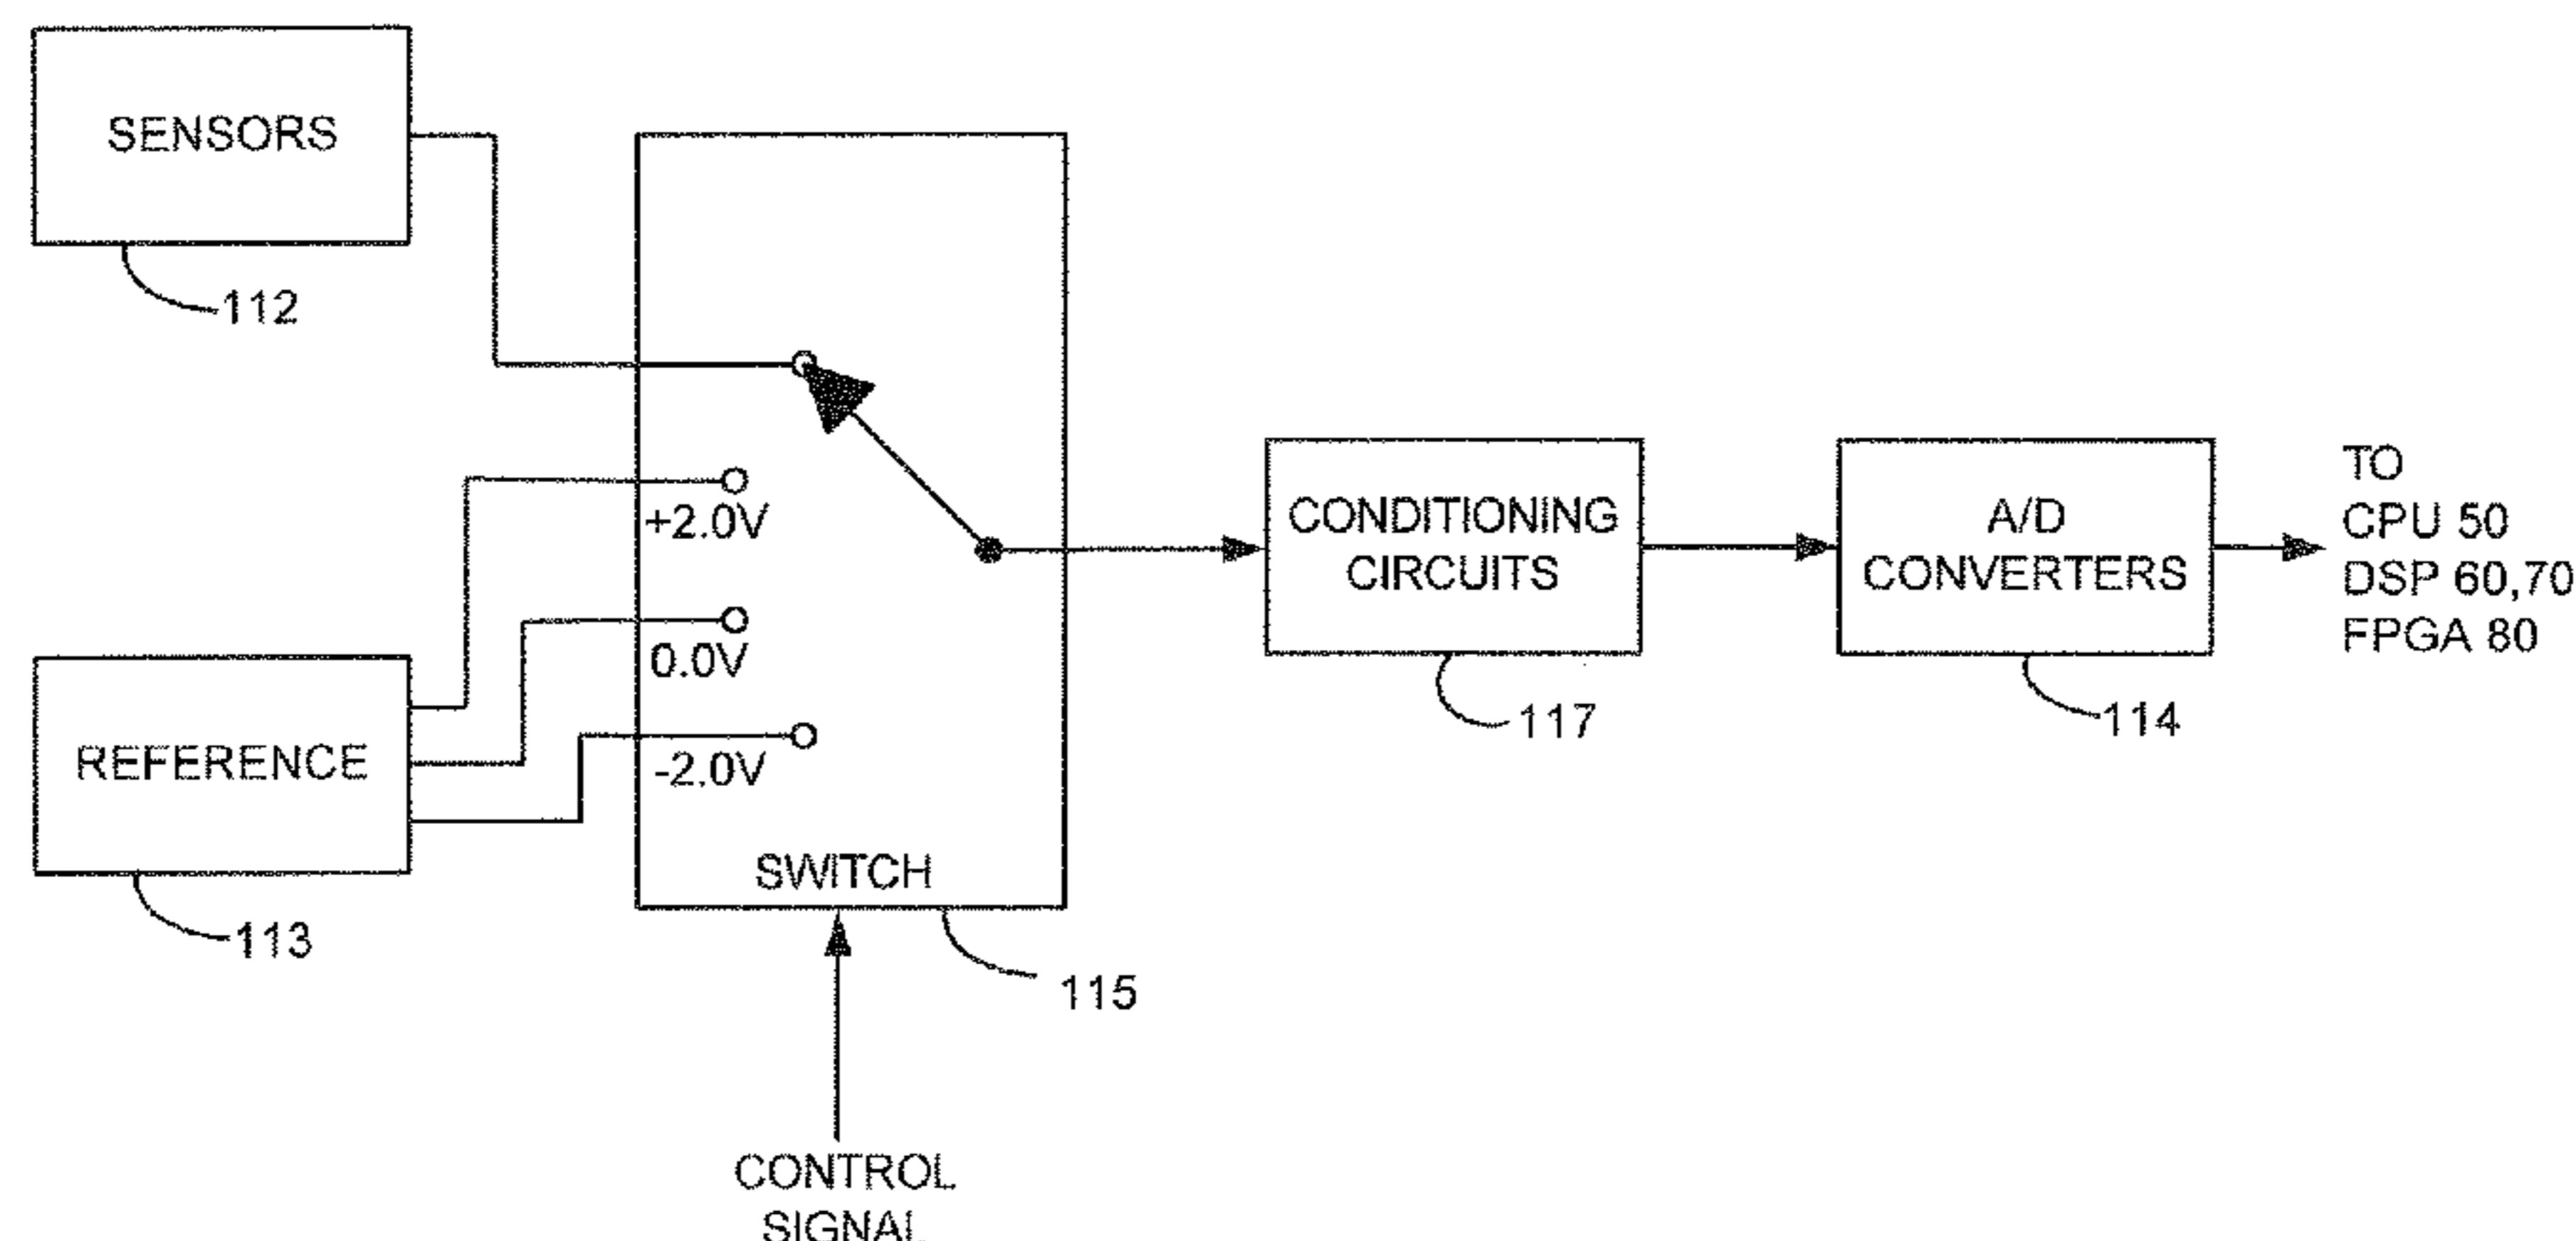 SENSORS
112
+2.0V
0.0V
-2.0V
REFERENCE
113
SWITCH
115
CONTROL
SIGNAL
CONDITIONING
CIRCUITS
117
A/D
CONVERTERS
114
TO
CPU 50
DSP 60,70
FPGA 80